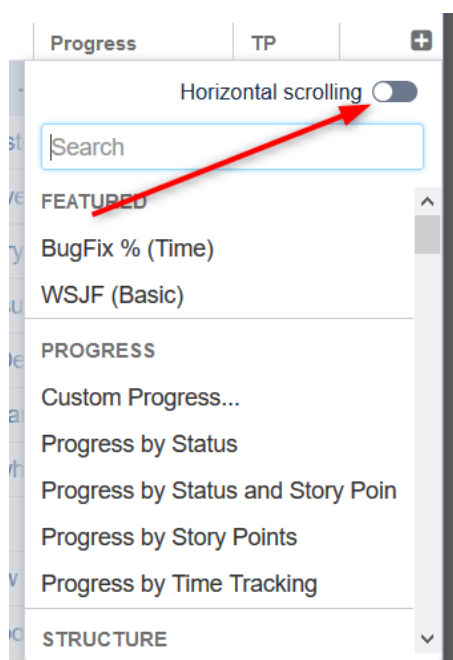 Progress TP
Horizontal scrolling
Search
FEATURED
BugFix % (Time)
WSJF (Basic)
PROGRESS
Custom Progress...
Progress by Status
Progress by Status and Story Poin
Progress by Story Points
Progress by Time Tracking
STRUCTURE